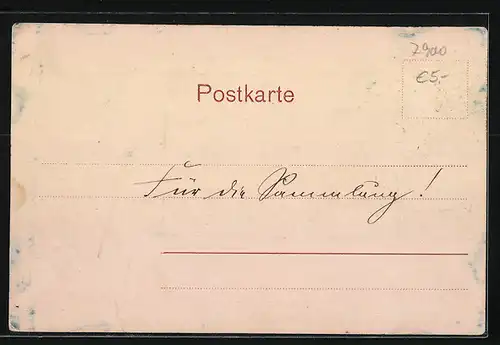 7900
€5,-
Postkarte
Für die Sammlung!